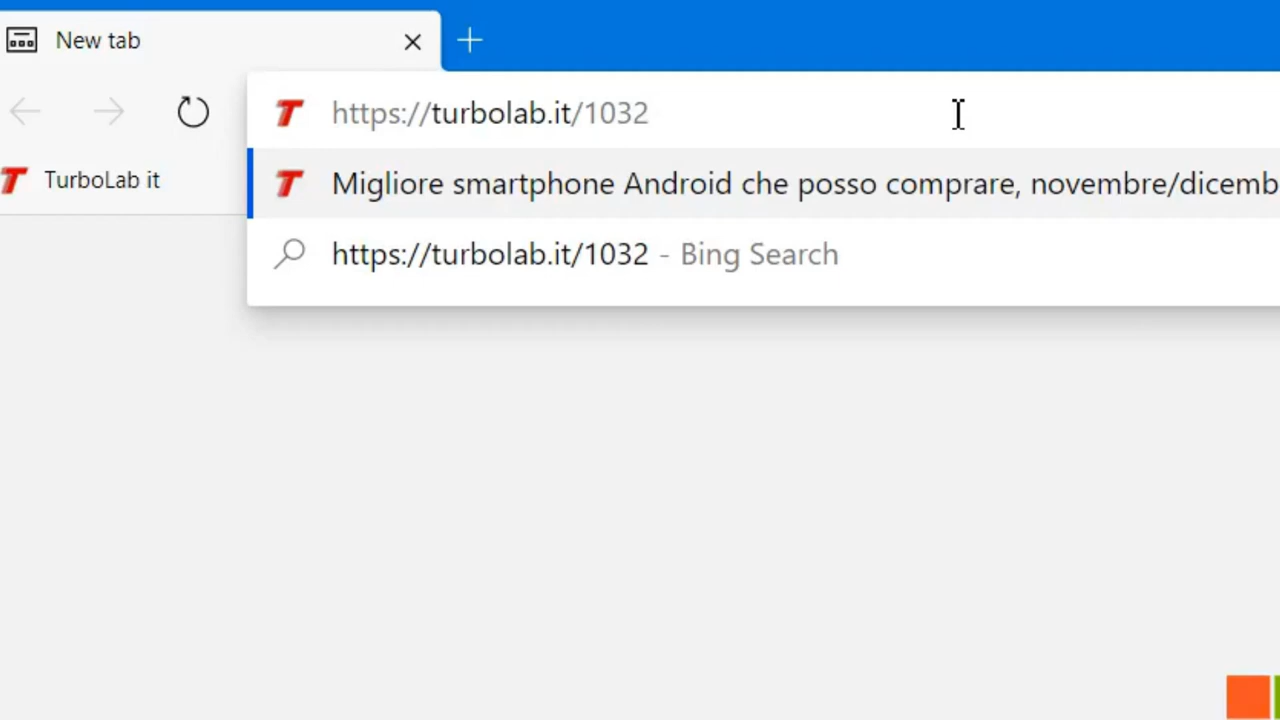 New tab
https://turbolab.it/1032
TurboLab it
Migliore smartphone Android che posso comprare, novembre/dicemb
https://turbolab.it/1032 - Bing Search